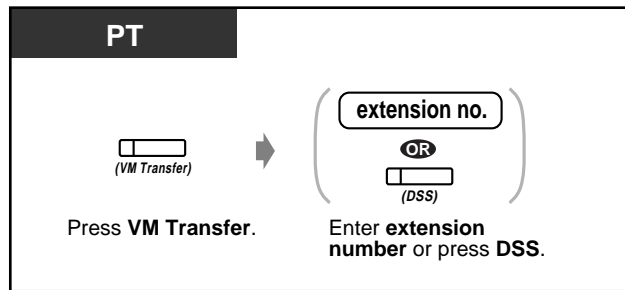 PT
extension no.
OR
(VM Transfer)
(DSS)
Press VM Transfer.
Enter extension
number or press DSS.